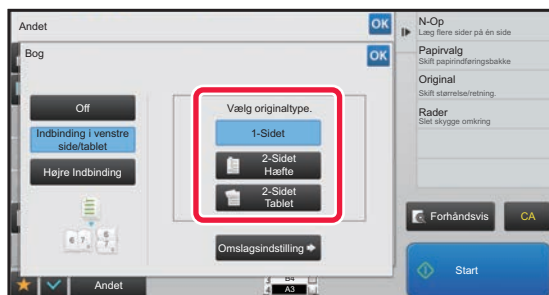 Andet
OK
Bog
OK
Off
Indbinding i venstre
side/tablet
Højre Indbinding
Vælg originaltype.
1-Sidet
2-Sidet
Hæfte
2-Sidet
Tablet
Omslagsindstilling
N-Op
Læg flere sider på én side
Papirvalg
Skift papirindføringsbakke
Original
Skift størrelse/retning.
Rader
Slet skygge omkring
Forhåndsvis
CA
Start
Andet
4 A3